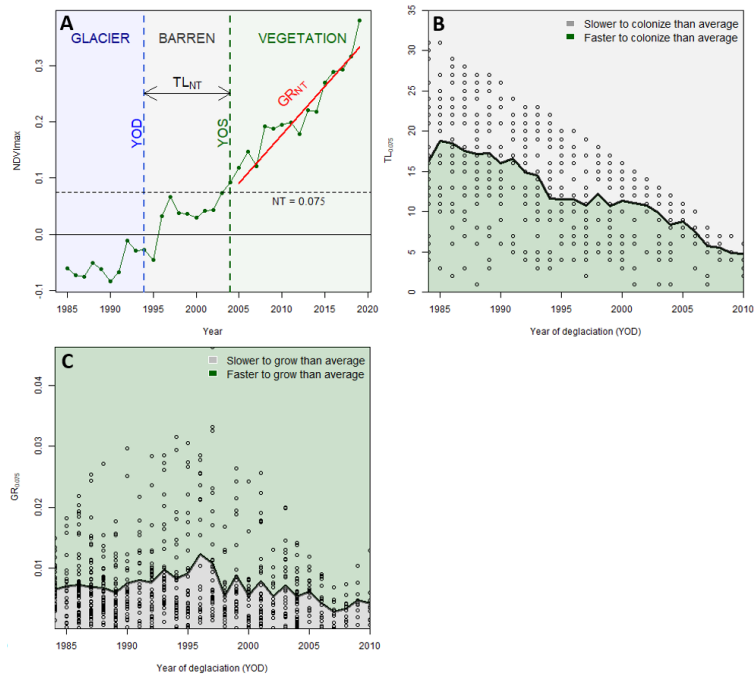 A
GLACIER BARREN VEGETATION
TL_NT
GR_NT
YOD
YOS
NT = 0.075
NDVImax
-0.1 0.0 0.1 0.2 0.3
1985 1990 1995 2000 2005 2010 2015 2020
Year
B
Slower to colonize than average
Faster to colonize than average
TL0.075
0 5 10 15 20 25 30 35
1985 1990 1995 2000 2005 2010
Year of deglaciation (YOD)
C
Slower to grow than average
Faster to grow than average
GR0.075
0.01 0.02 0.03 0.04
1985 1990 1995 2000 2005 2010
Year of deglaciation (YOD)